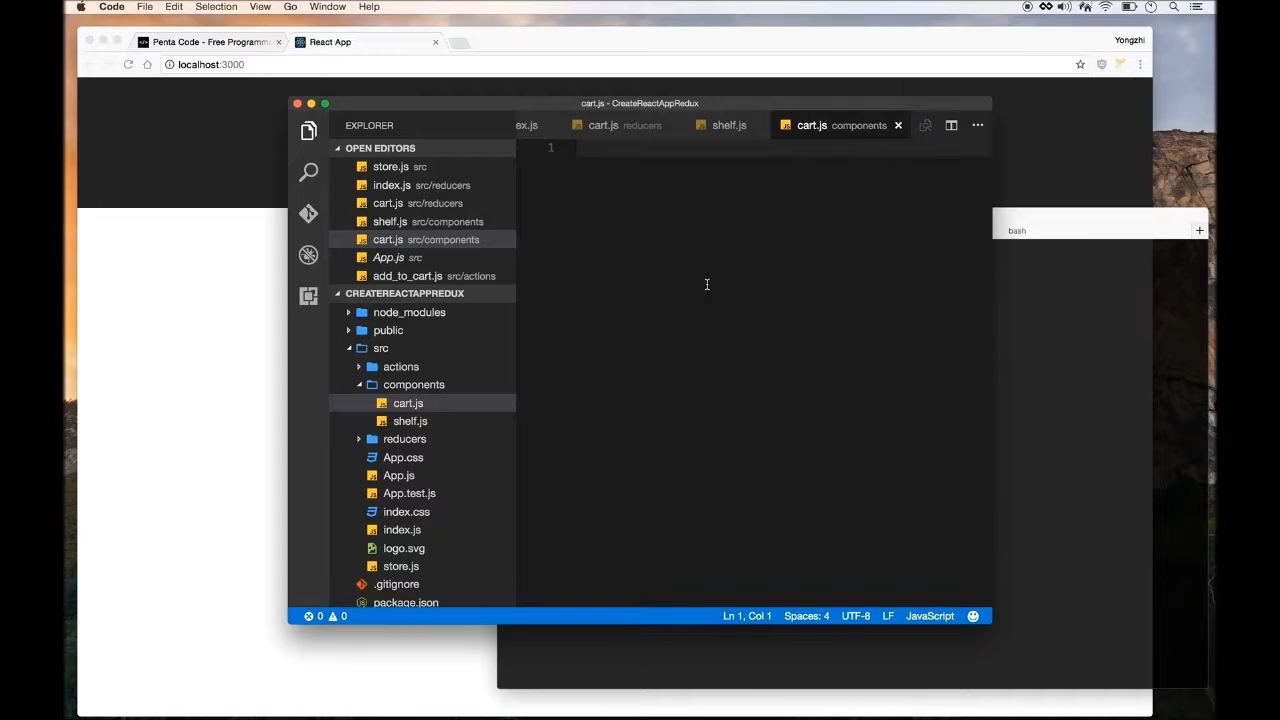 Code File Edit Selection View Go Window Help
Penta Code - Free Programm
React App
Yongzhi
localhost:3000
cart.js - CreateReactAppRedux
EXPLORER
ex.js
cart.js reducers
shelf.js
cart.js components
OPEN EDITORS
store.js src
index.js src/reducers
cart.js src/reducers
shelf.js src/components
cart.js src/components
App.js src
add_to_cart.js src/actions
CREATEREACTAPPREDUX
node_modules
public
src
actions
components
cart.js
shelf.js
reducers
App.css
App.js
App.test.js
index.css
index.js
logo.svg
store.js
.gitignore
package.json
1
bash
0 0
Ln 1, Col 1 Spaces: 4 UTF-8 LF JavaScript